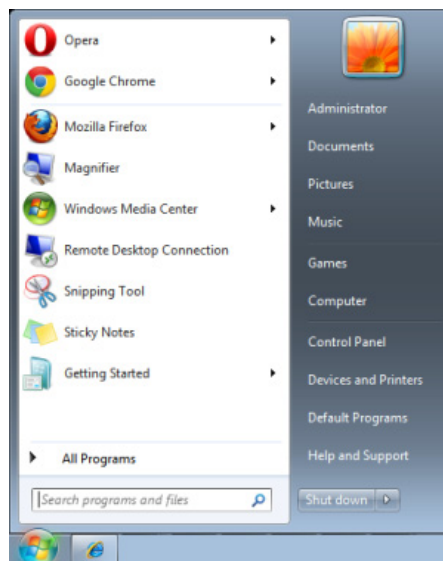 Opera
Google Chrome
Mozilla Firefox
Magnifier
Windows Media Center
Remote Desktop Connection
Snipping Tool
Sticky Notes
Getting Started
All Programs
Search programs and files
Administrator
Documents
Pictures
Music
Games
Computer
Control Panel
Devices and Printers
Default Programs
Help and Support
Shut down